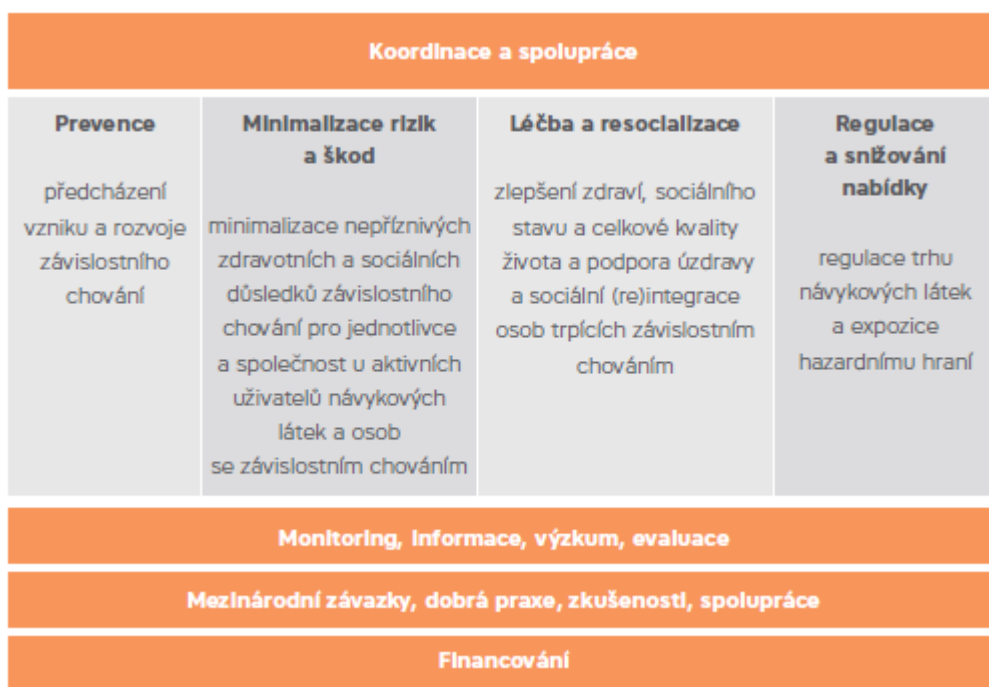 Koordinace a spolupráce
Prevence
předcházení
vzniku a rozvoje
závislostního
chování
Minimalizace rizik
a škod
minimalizace nepříznivých
zdravotních a sociálních
důsledků závislostního
chování pro jednotlivce
a společnost u aktivních
uživatelů návykových
látek a osob
se závislostním chováním
Léčba a resocializace
zlepšení zdraví, sociálního
stavu a celkové kvality
života a podpora úzdravy
a sociální (re)integrace
osob trpících závislostním
chováním
Regulace
a snižování
nabídky
regulace trhu
návykových látek
a expozice
hazardnímu hraní
Monitoring, informace, výzkum, evaluace
Mezinárodní závazky, dobrá praxe, zkušenosti, spolupráce
Financování